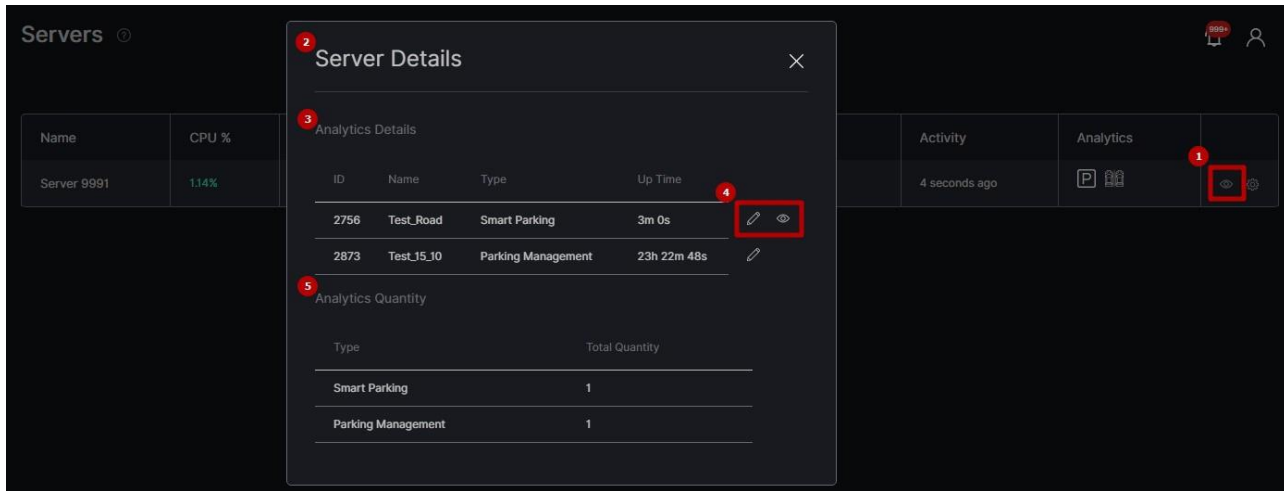 Servers ?
999+
2
Server Details
Name CPU % Activity Analytics
1
Server 9991 1.14% 4 seconds ago P
3
Analytics Details
ID Name Type Up Time
4
2756 Test_Road Smart Parking 3m 0s
2873 Test_15_10 Parking Management 23h 22m 48s
5
Analytics Quantity
Type Total Quantity
Smart Parking 1
Parking Management 1